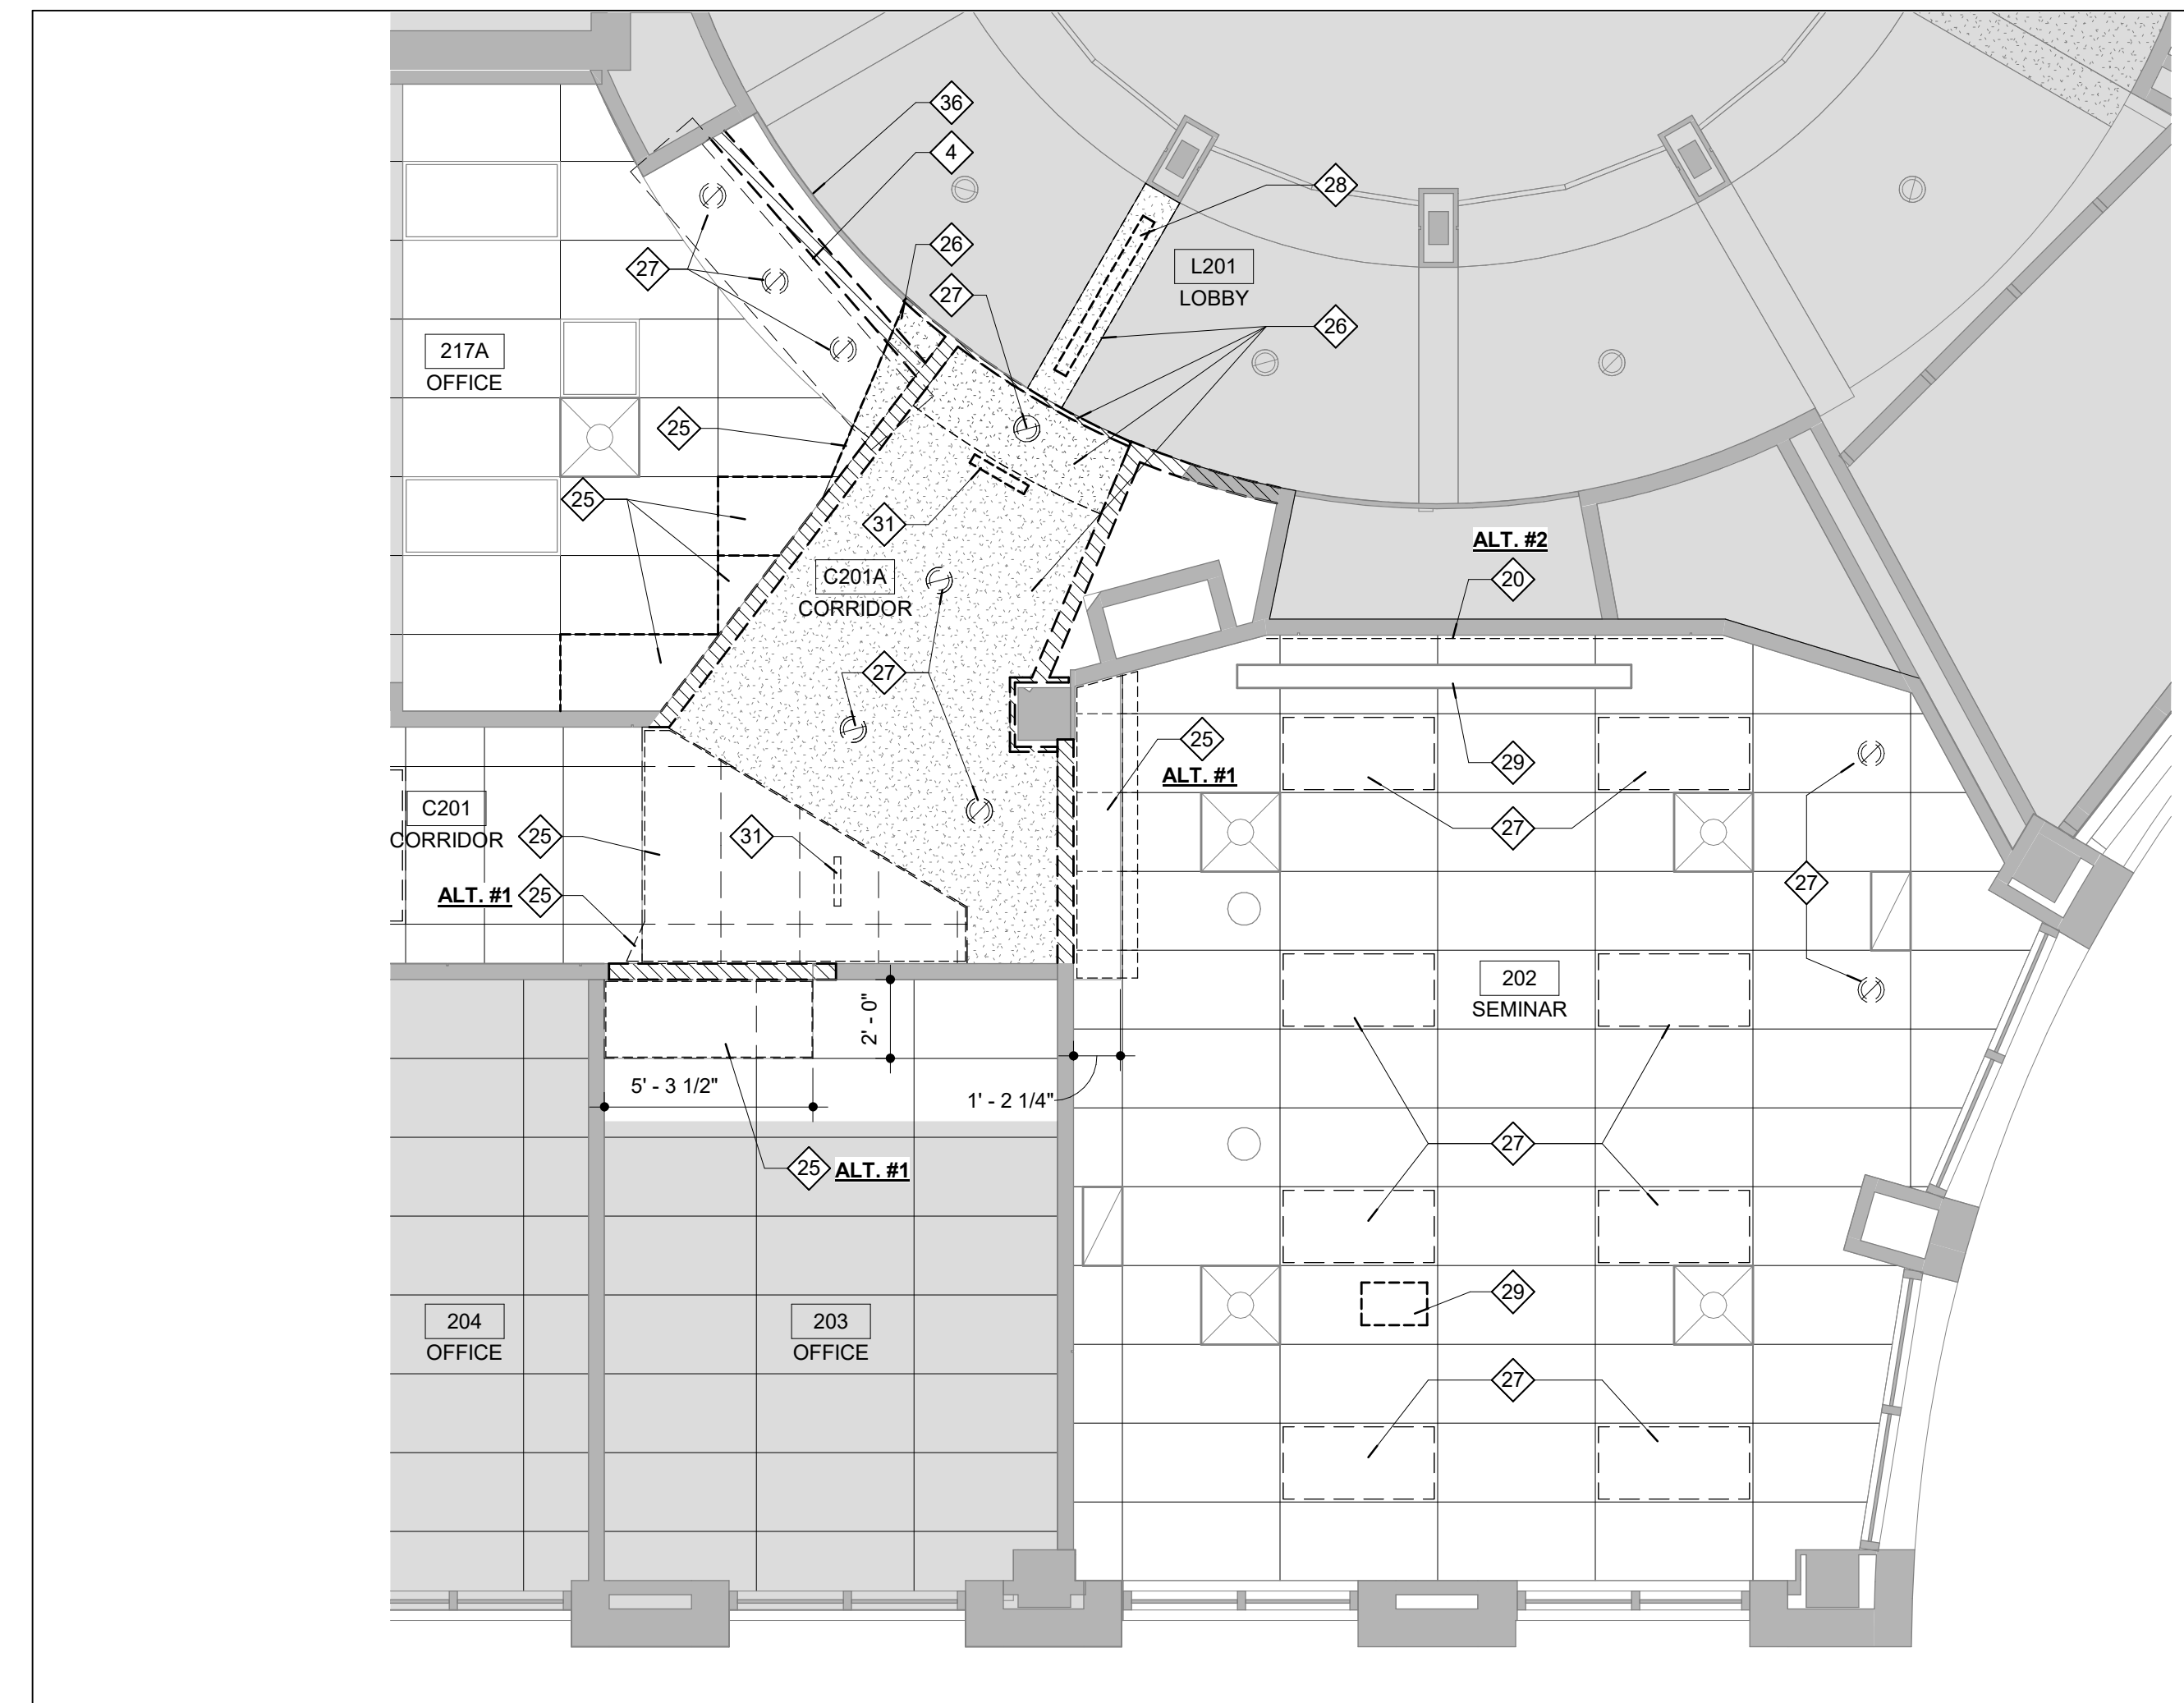 36
4
28
26
27
L201
LOBBY
27
26
217A
OFFICE
25
25
31
ALT. #2
20
C201A
CORRIDOR
27
25
ALT. #1
29
C201
CORRIDOR
25
31
27
27
ALT. #1
25
202
SEMINAR
2' - 0"
5' - 3 1/2"
1' - 2 1/4"
27
25
ALT. #1
29
204
OFFICE
203
OFFICE
27